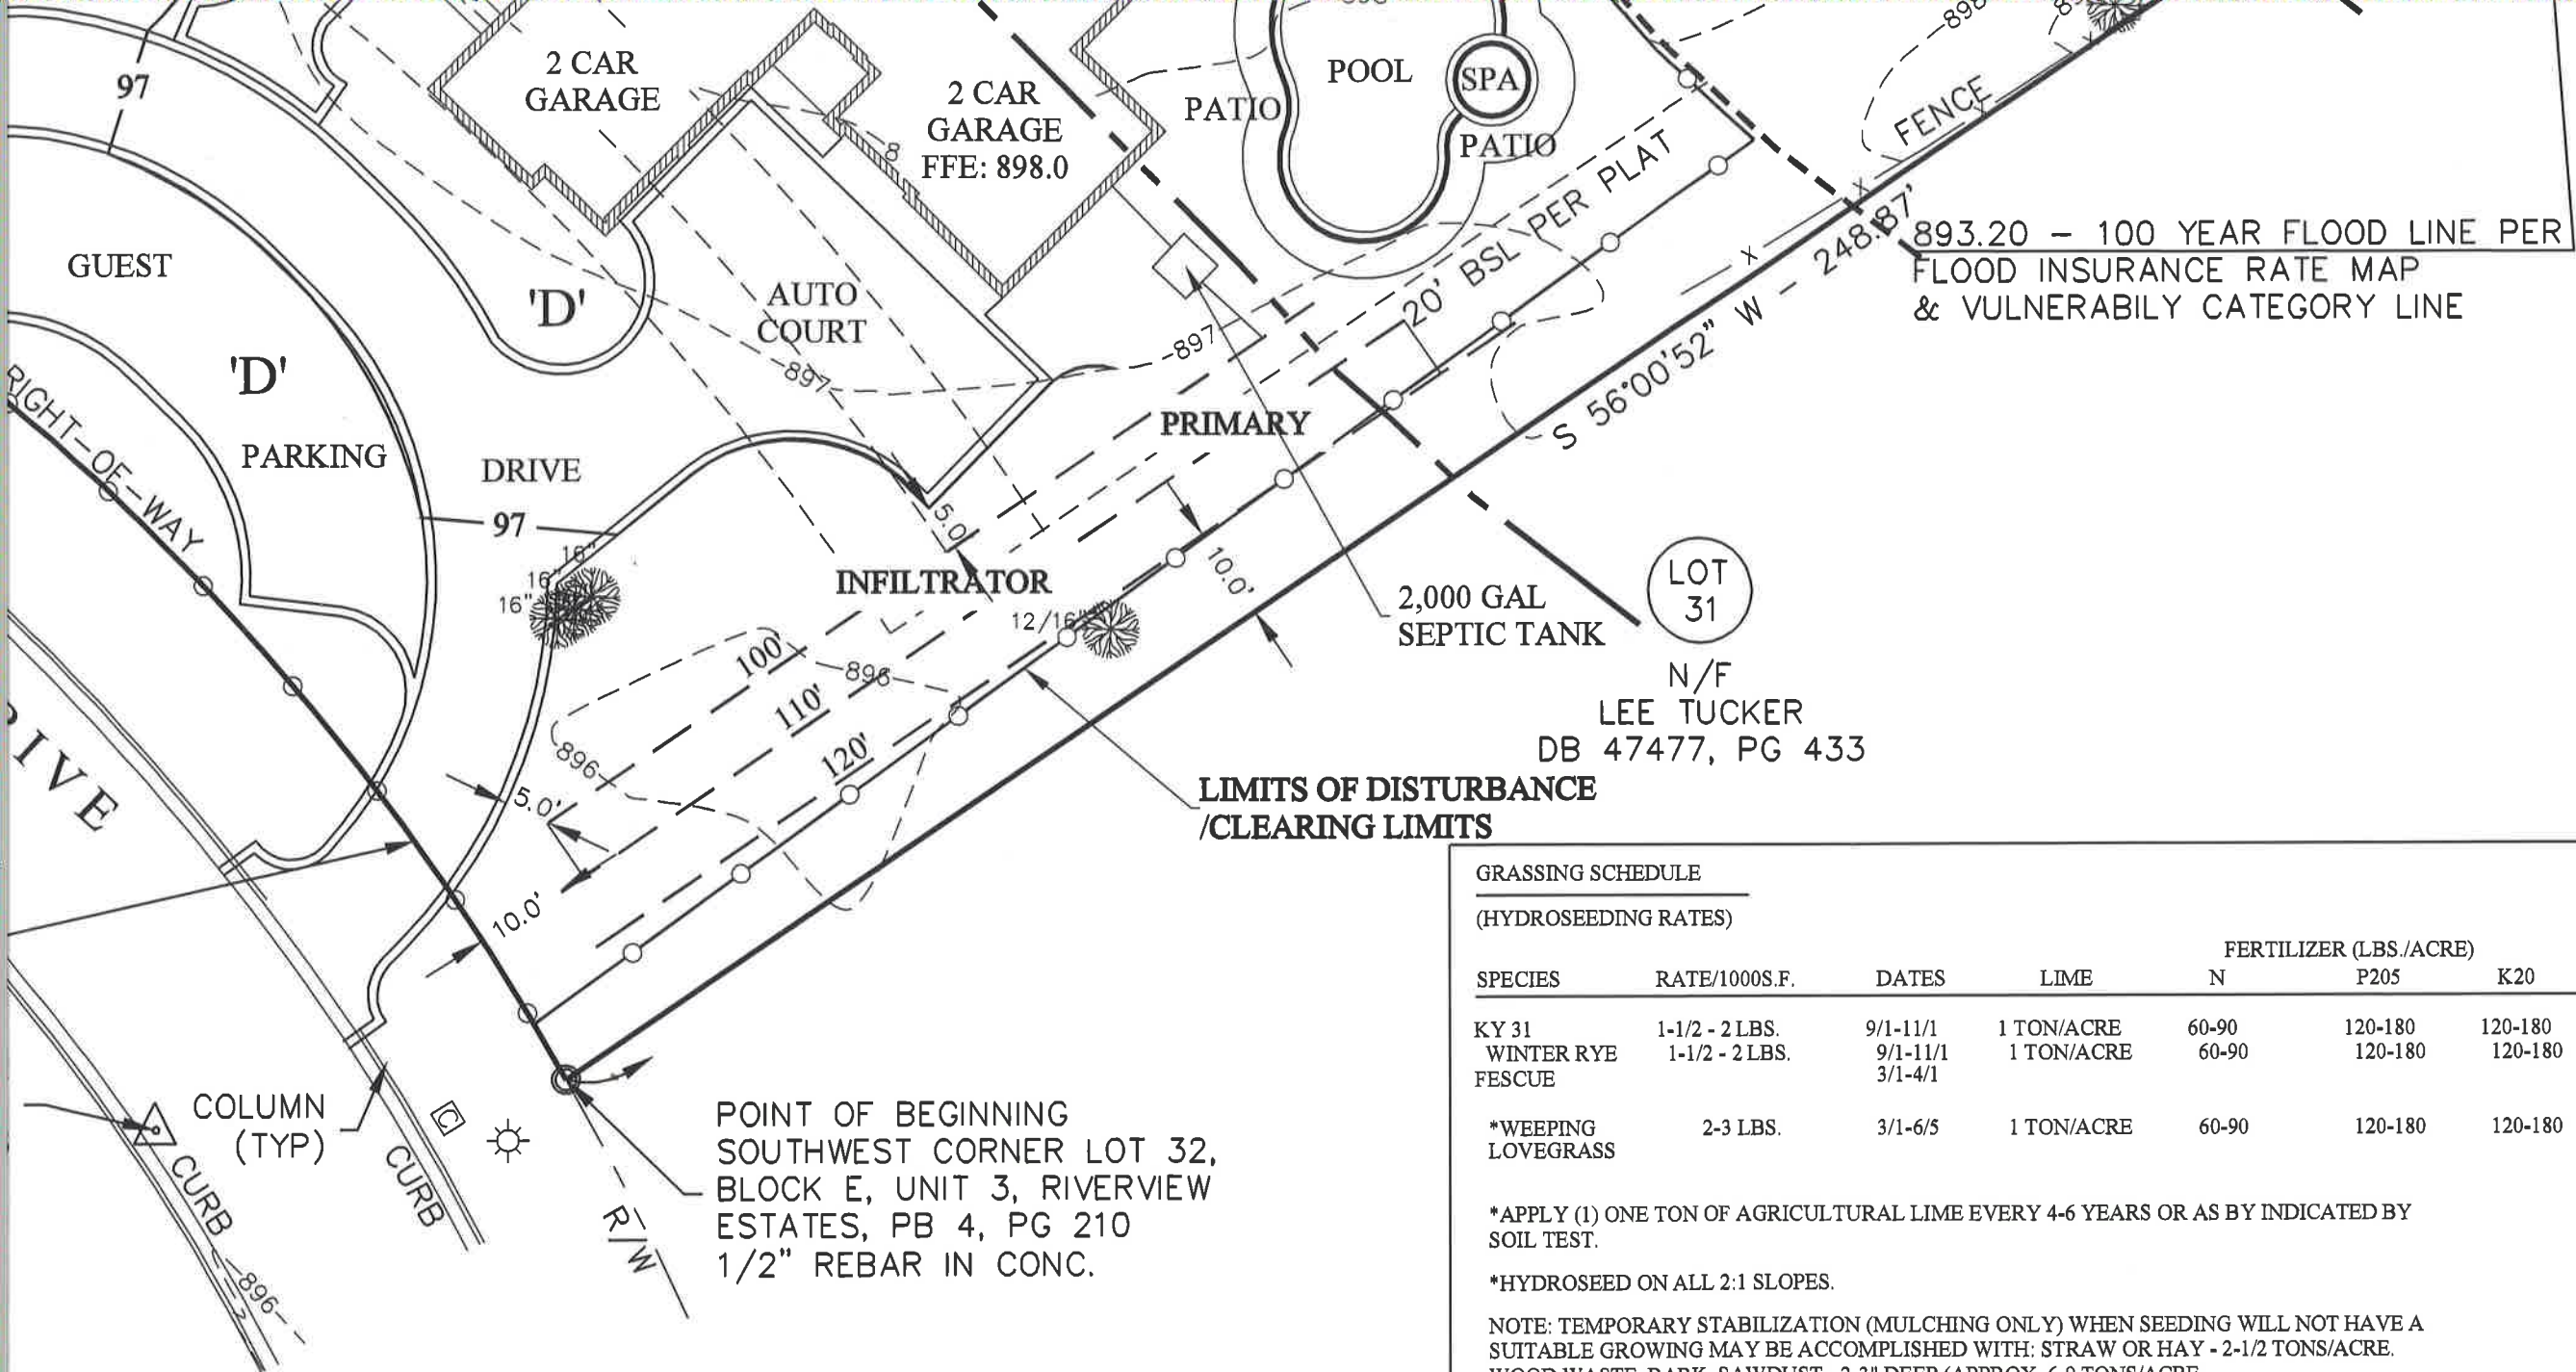 2 CAR
GARAGE
97
2 CAR
GARAGE
FFE: 898.0
8
PATIO
POOL
SPA
PATIO
898
FENCE
20' BSL PER PLAT
S 56°00'52" W - 248.87'
893.20 - 100 YEAR FLOOD LINE PER
FLOOD INSURANCE RATE MAP
& VULNERABILY CATEGORY LINE
GUEST
'D'
PARKING
RIGHT-OF-WAY
'D'
AUTO
COURT
897
897
PRIMARY
DRIVE
97
16"
16"
16"
5.0'
INFILTRATOR
12/16"
10.0'
2,000 GAL
SEPTIC TANK
LOT
31
N/F
LEE TUCKER
DB 47477, PG 433
100'
896
110'
120'
896
5.0'
10.0'
LIMITS OF DISTURBANCE
/CLEARING LIMITS
RIVE
COLUMN
(TYP)
C
CURB
CURB
896
R/W
POINT OF BEGINNING
SOUTHWEST CORNER LOT 32,
BLOCK E, UNIT 3, RIVERVIEW
ESTATES, PB 4, PG 210
1/2" REBAR IN CONC.
GRASSING SCHEDULE
(HYDROSEEDING RATES)
FERTILIZER (LBS./ACRE)
SPECIES RATE/1000S.F. DATES LIME N P205 K20
KY 31 1-1/2 - 2 LBS. 9/1-11/1 1 TON/ACRE 60-90 120-180 120-180
WINTER RYE 1-1/2 - 2 LBS. 9/1-11/1 1 TON/ACRE 60-90 120-180 120-180
FESCUE 3/1-4/1
*WEEPING 2-3 LBS. 3/1-6/5 1 TON/ACRE 60-90 120-180 120-180
LOVEGRASS
*APPLY (1) ONE TON OF AGRICULTURAL LIME EVERY 4-6 YEARS OR AS BY INDICATED BY
SOIL TEST.
*HYDROSEED ON ALL 2:1 SLOPES.
NOTE: TEMPORARY STABILIZATION (MULCHING ONLY) WHEN SEEDING WILL NOT HAVE A
SUITABLE GROWING MAY BE ACCOMPLISHED WITH: STRAW OR HAY - 2-1/2 TONS/ACRE.